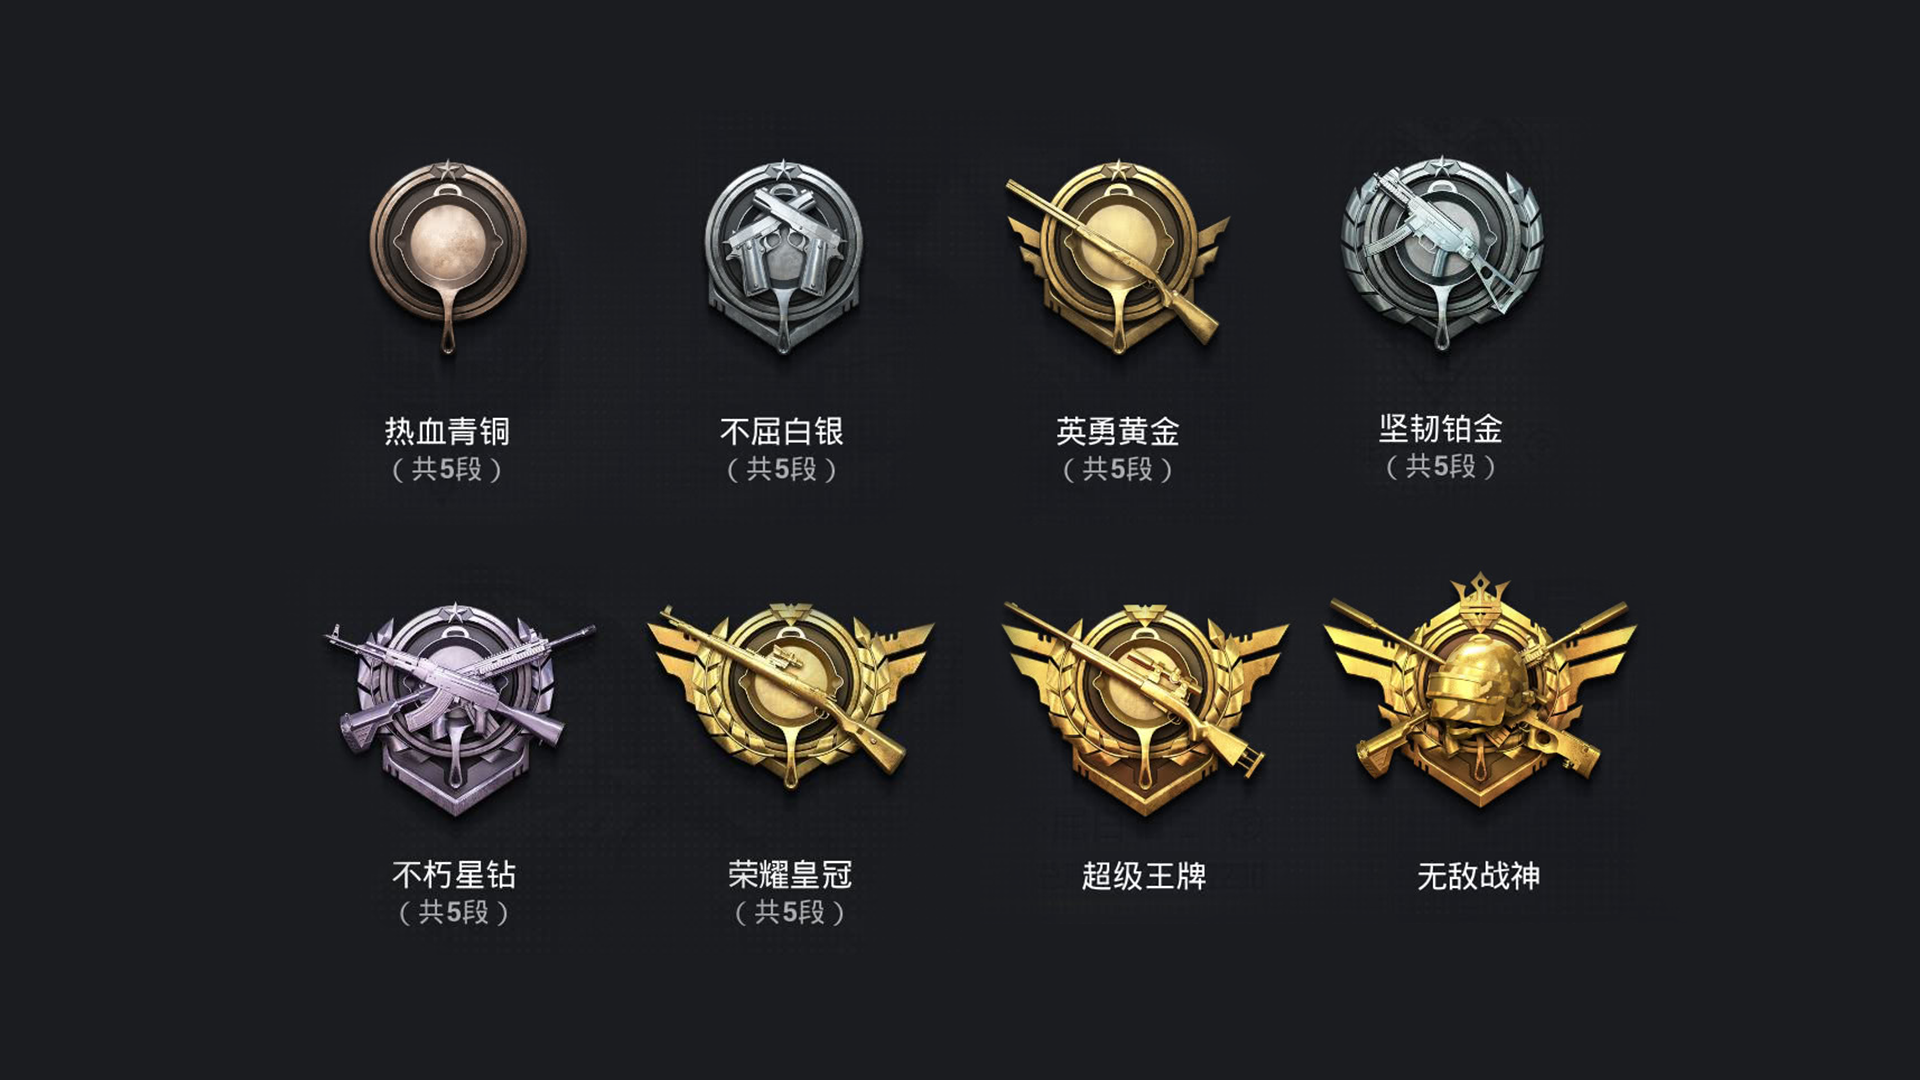 热血青铜
（共5段）
不屈白银
（共5段）
英勇黄金
（共5段）
坚韧铂金
（共5段）
不朽星钻
（共5段）
荣耀皇冠
（共5段）
超级王牌
无敌战神